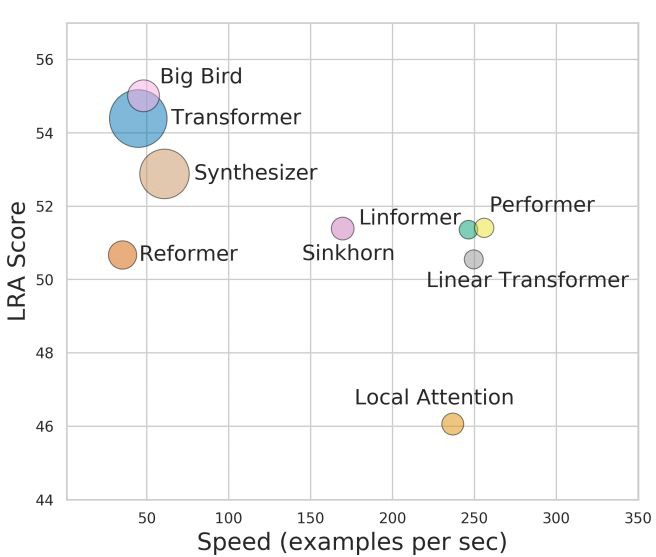 56
54
52
50
48
46
44
LRA Score
Big Bird
Transformer
Synthesizer
Performer
Linformer
Sinkhorn
Reformer
Linear Transformer
Local Attention
50
100
150
200
250
300
350
Speed (examples per sec)